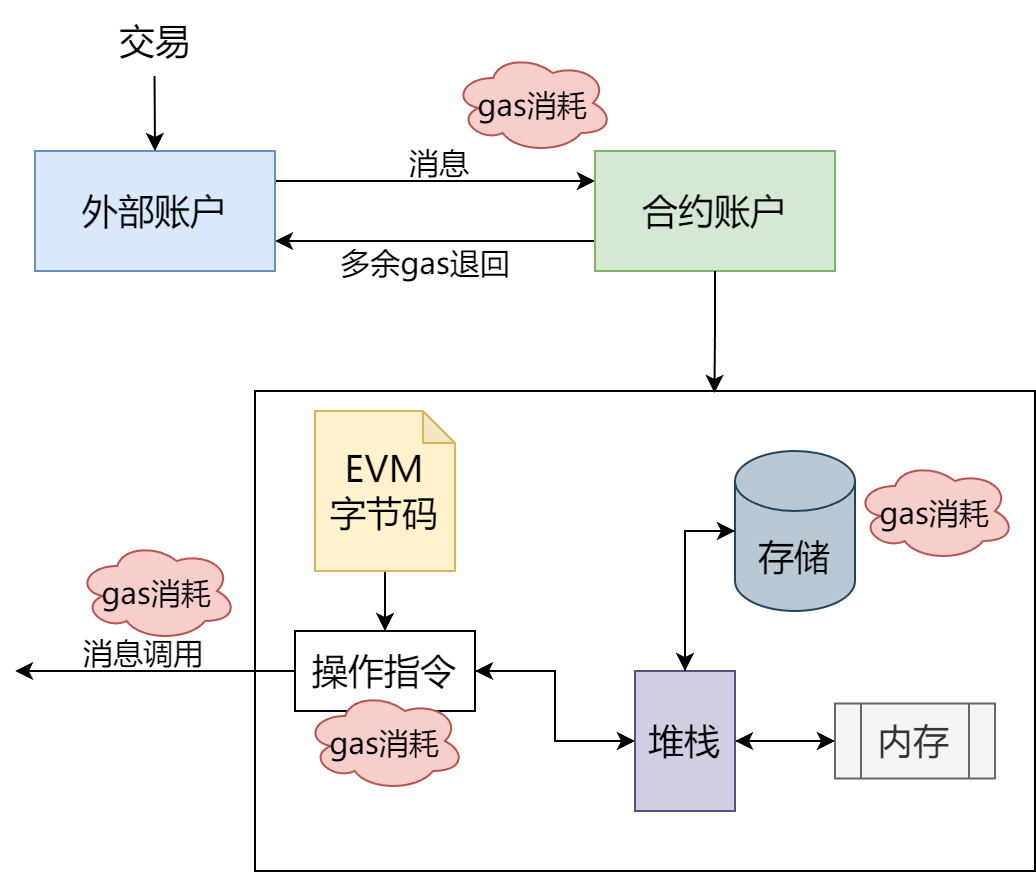 交易
gas消耗
消息
外部账户
合约账户
多余gas退回
EVM
字节码
gas消耗
存储
gas消耗
消息调用
操作指令
gas消耗
堆栈
内存